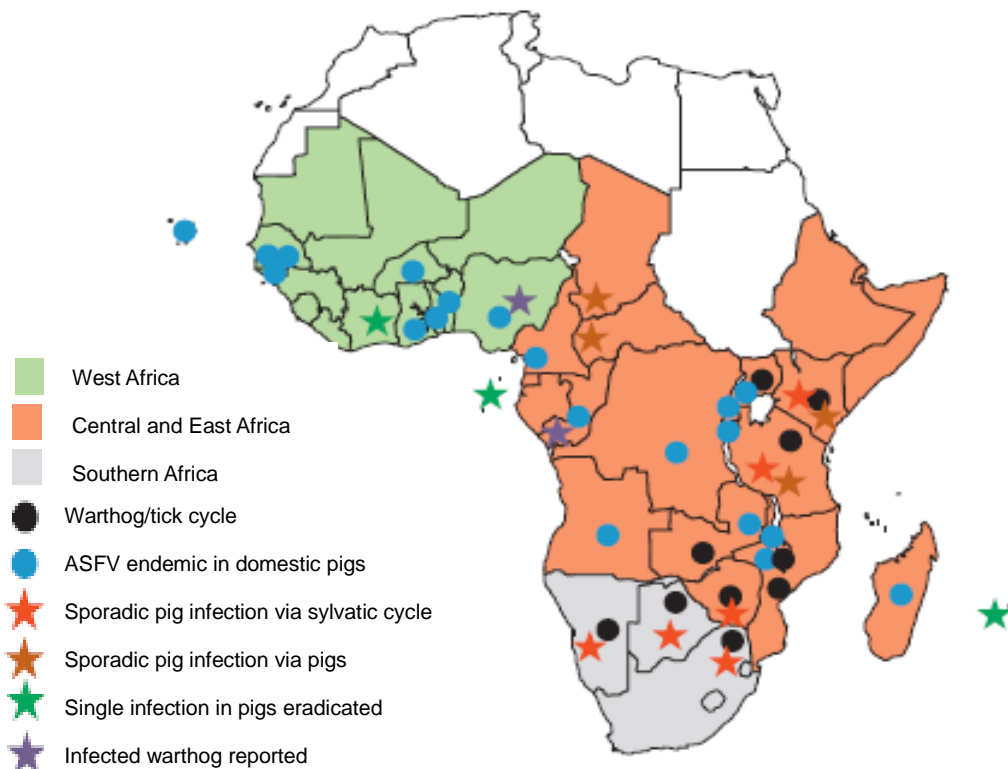 West Africa
Central and East Africa
Southern Africa
Warthog/tick cycle
ASFV endemic in domestic pigs
Sporadic pig infection via sylvatic cycle
Sporadic pig infection via pigs
Single infection in pigs eradicated
Infected warthog reported